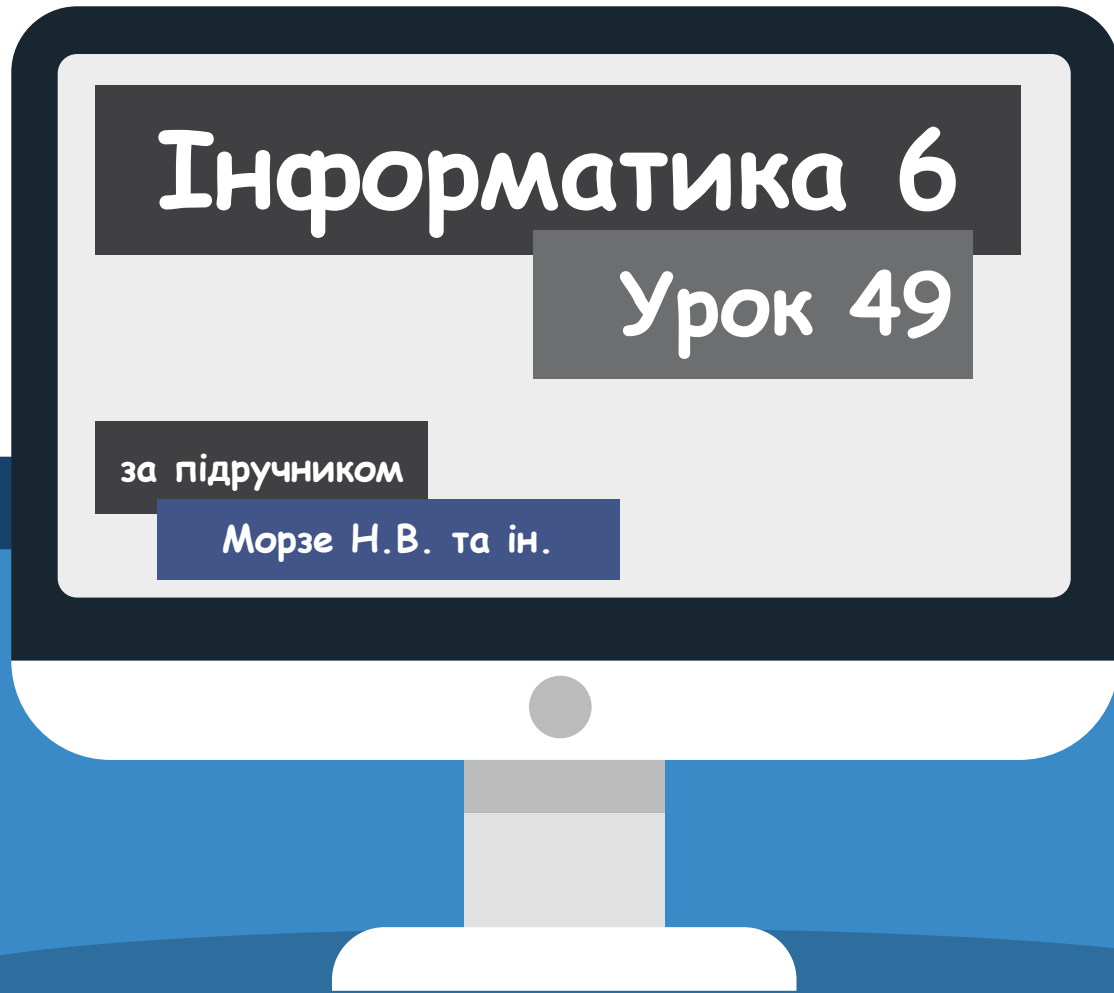 Інформатика 6
Урок 49
за підручником
Морзе Н.В. та ін.